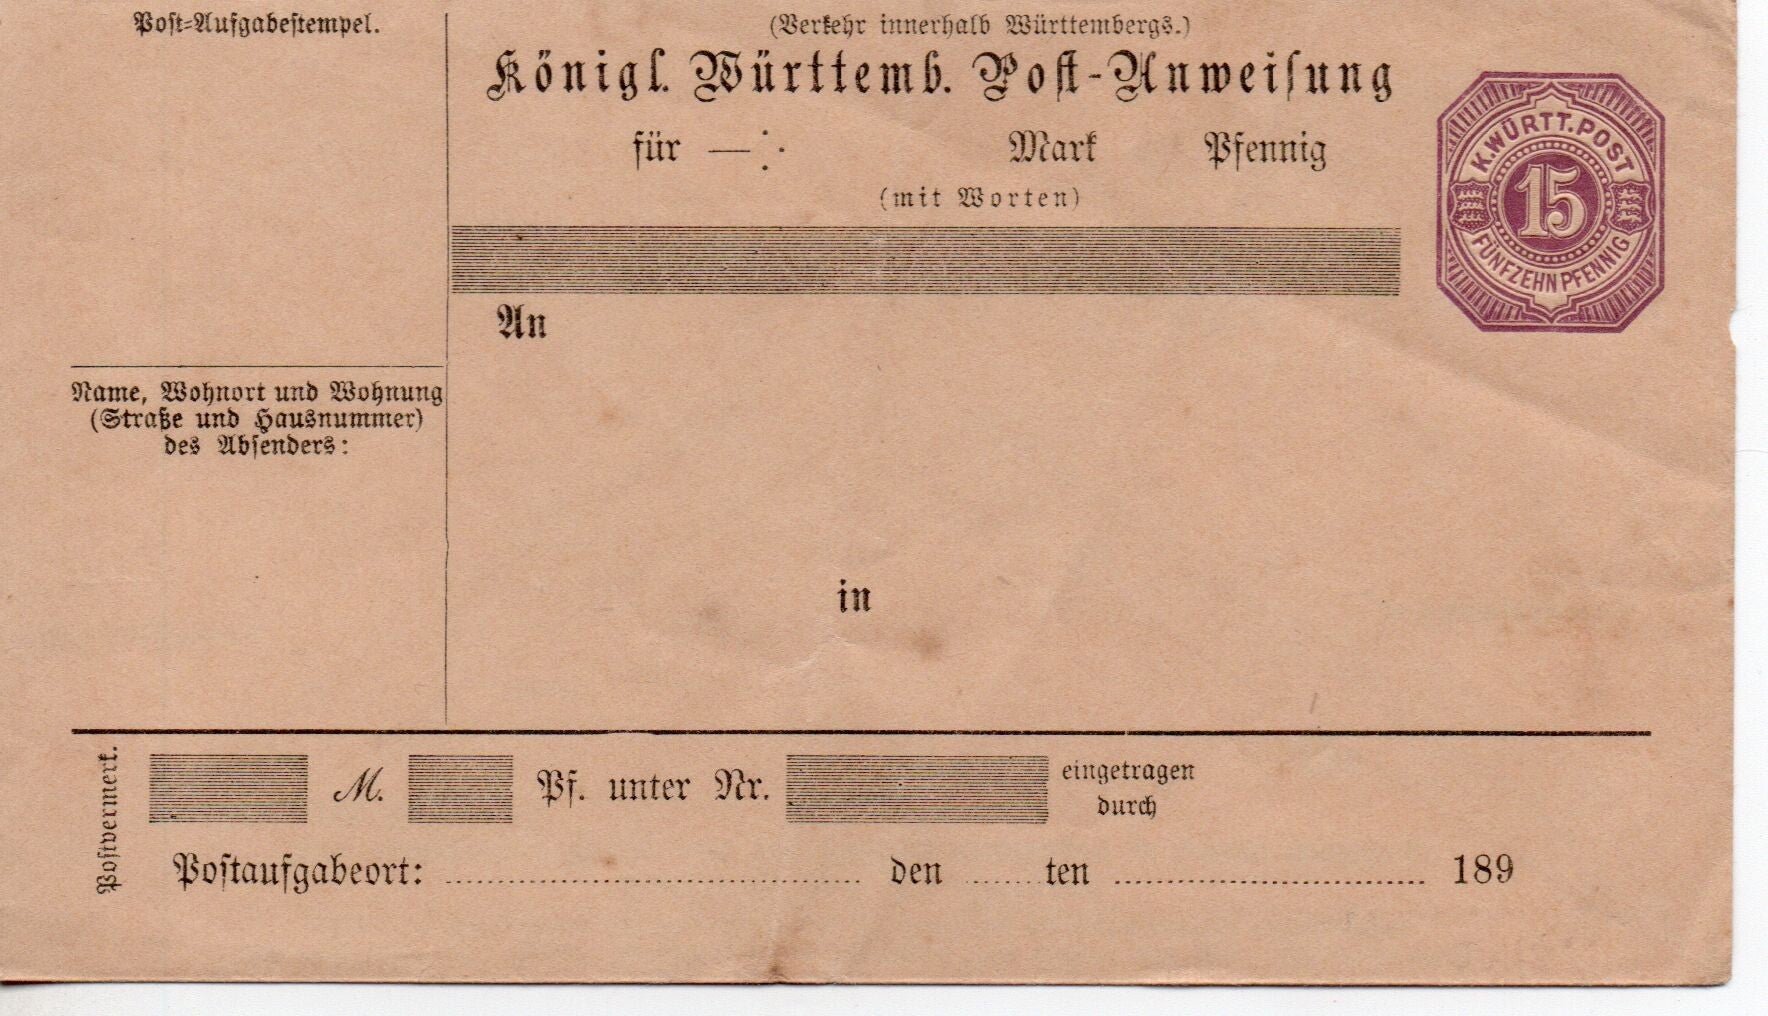 Post-Aufgabestempel.
(Verkehr innerhalb Württembergs.)
Königl. Württemb. Post-Anweisung
für — Mark Pfennig
(mit Worten)
K. WÜRTT. POST
15
FÜNFZEHN PFENNIG
An
Name, Wohnort und Wohnung
(Straße und Hausnummer)
des Absenders:
in
Postvermerk.
M. Pf. unter Nr. eingetragen
durch
Postaufgabeort: den ten 189